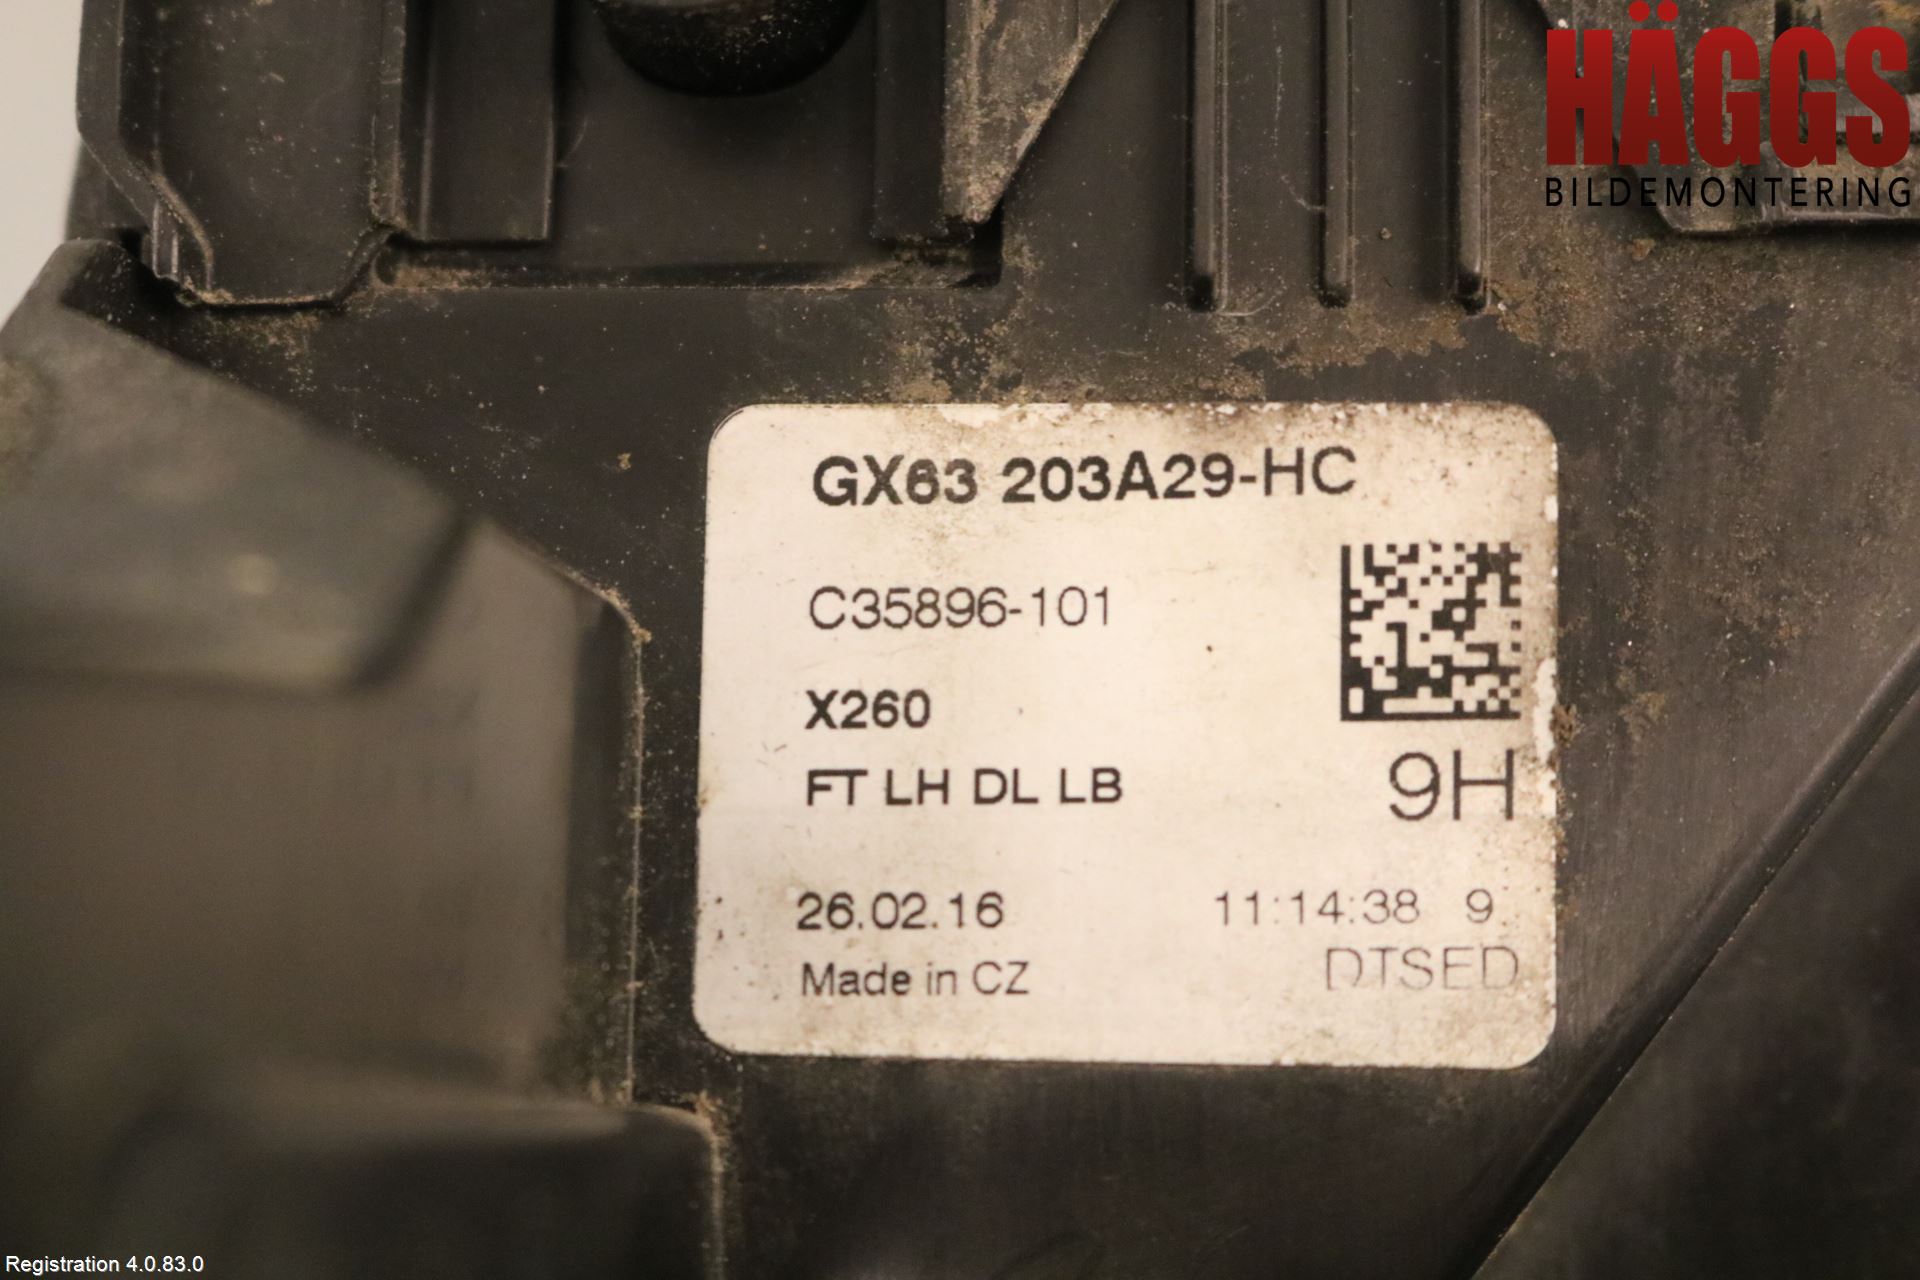 HÄGGS
BILDEMONTERING
GX63 203A29-HC
C35896-101
X260
FT LH DL LB
9H
26.02.16 11:14:38 9.
Made in CZ DTSED
Registration 4.0.83.0